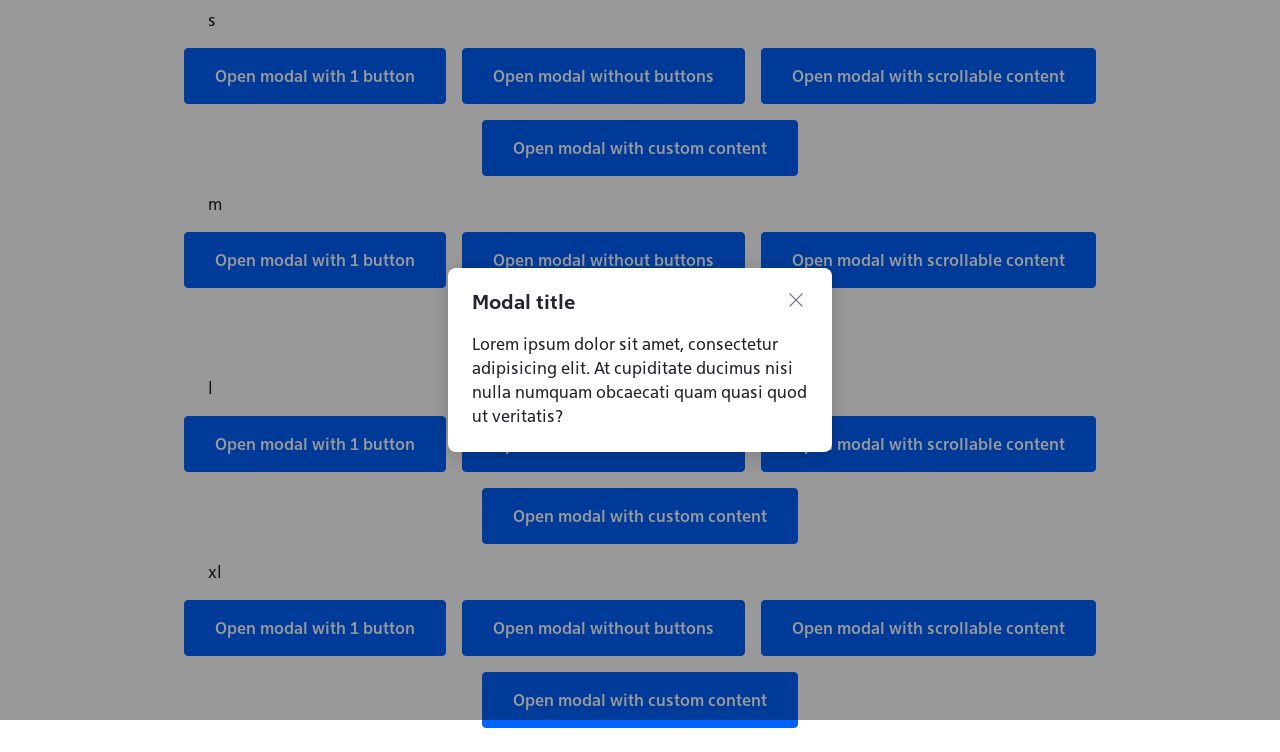 s
Open modal with 1 button
Open modal without buttons
Open modal with scrollable content
Open modal with custom content
m
Open modal with 1 button
Open modal without buttons
Open modal with scrollable content
Modal title
Lorem ipsum dolor sit amet, consectetur
adipisicing elit. At cupiditate ducimus nisi
nulla numquam obcaecati quam quasi quod
ut veritatis?
l
Open modal with 1 button
modal with scrollable content
Open modal with custom content
xl
Open modal with 1 button
Open modal without buttons
Open modal with scrollable content
Open modal with custom content